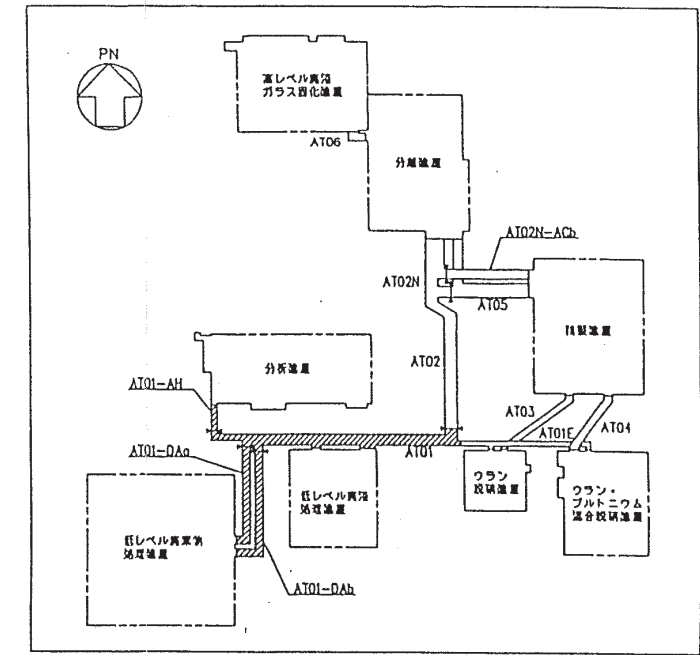 PN
高レベル廃液
ガラス固化建屋
AT06
分離建屋
AT02N-ACb
AT02N
AT05
精製建屋
分析建屋
AT02
AT01-AH
AT03
AT01E
AT04
AT01-DAa
AT01
ウラン
脱硝建屋
低レベル廃液
処理建屋
ウラン・
プルトニウム
混合脱硝建屋
低レベル廃棄物
処理建屋
AT01-DAb